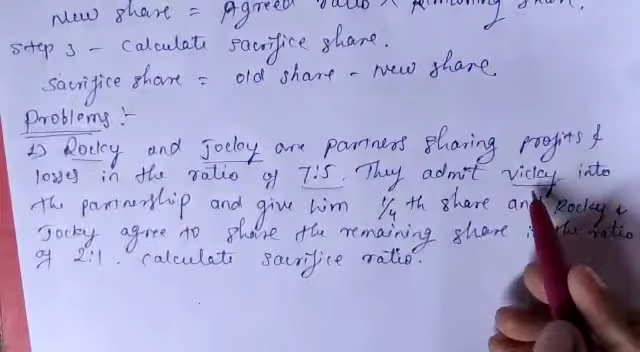 New share = Agreed ratio × Remaining share.
Step 3 - Calculate sacrifice share.
Sacrifice share = old share - New share.
Problems :-
1) Rocky and Jocky are partners sharing profits &
losses in the ratio of 7:5. They admit Vicky into
the partnership and give him 1/4 th share and Rocky &
Jocky agree to share the remaining share in the ratio
of 2:1. Calculate sacrifice ratio.